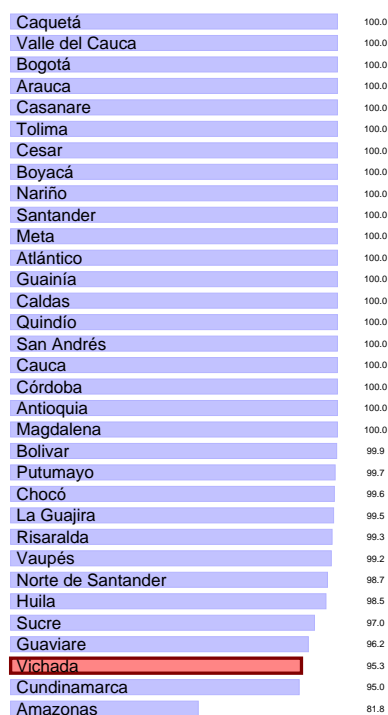 Caquetá 100.0
Valle del Cauca 100.0
Bogotá 100.0
Arauca 100.0
Casanare 100.0
Tolima 100.0
Cesar 100.0
Boyacá 100.0
Nariño 100.0
Santander 100.0
Meta 100.0
Atlántico 100.0
Guainía 100.0
Caldas 100.0
Quindío 100.0
San Andrés 100.0
Cauca 100.0
Córdoba 100.0
Antioquia 100.0
Magdalena 100.0
Bolivar 99.9
Putumayo 99.7
Chocó 99.6
La Guajira 99.5
Risaralda 99.3
Vaupés 99.2
Norte de Santander 98.7
Huila 98.5
Sucre 97.0
Guaviare 96.2
Vichada 95.3
Cundinamarca 95.0
Amazonas 81.8